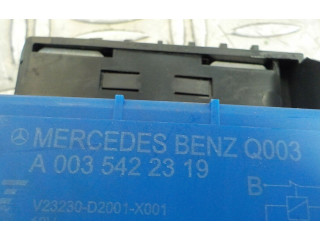 MERCEDES BENZ Q003
A 003 542 23 19
B
V23230-D2001-X001